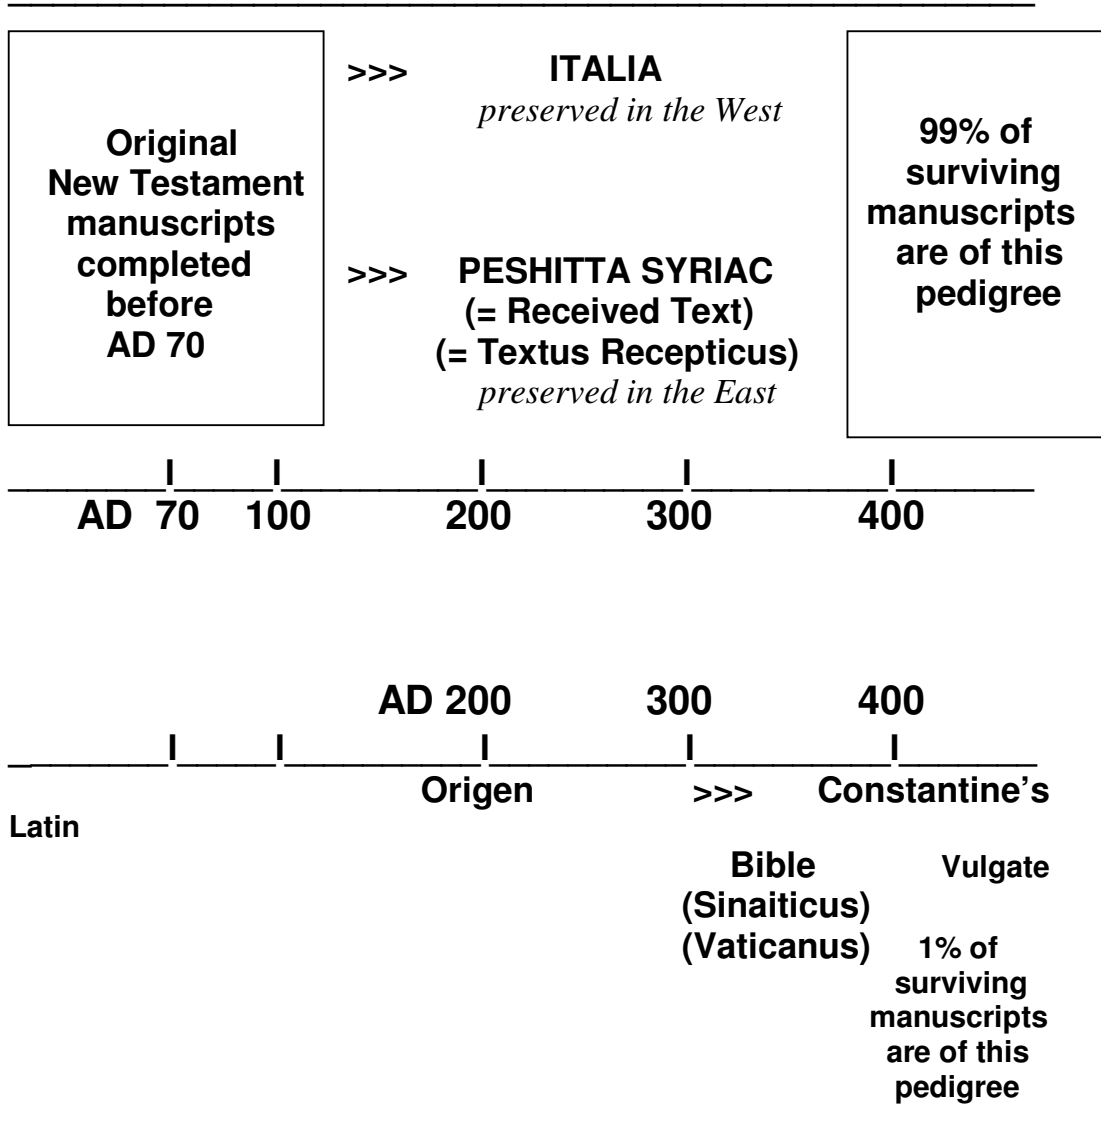 Original
New Testament
manuscripts
completed
before
AD 70
>>> ITALIA
preserved in the West
>>> PESHITTA SYRIAC
(= Received Text)
(= Textus Recepticus)
preserved in the East
99% of
surviving
manuscripts
are of this
pedigree
AD 70 100 200 300 400
AD 200 300 400
Origen >>> Constantine's
Latin
Bible Vulgate
(Sinaiticus)
(Vaticanus)
1% of
surviving
manuscripts
are of this
pedigree